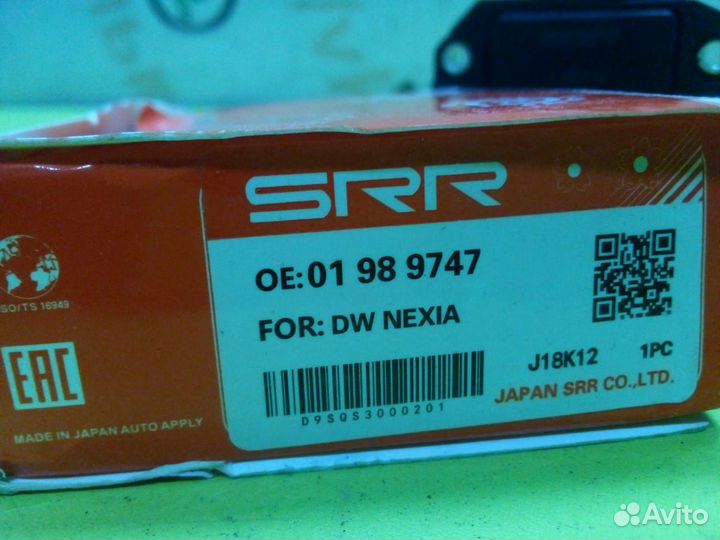 SRR
OE: 01 98 9747
FOR: DW NEXIA
J18K12 1PC
D9SQS3000201
JAPAN SRR CO.,LTD.
SO/TS 16949
EAC
MADE IN JAPAN AUTO APPLY
Avito